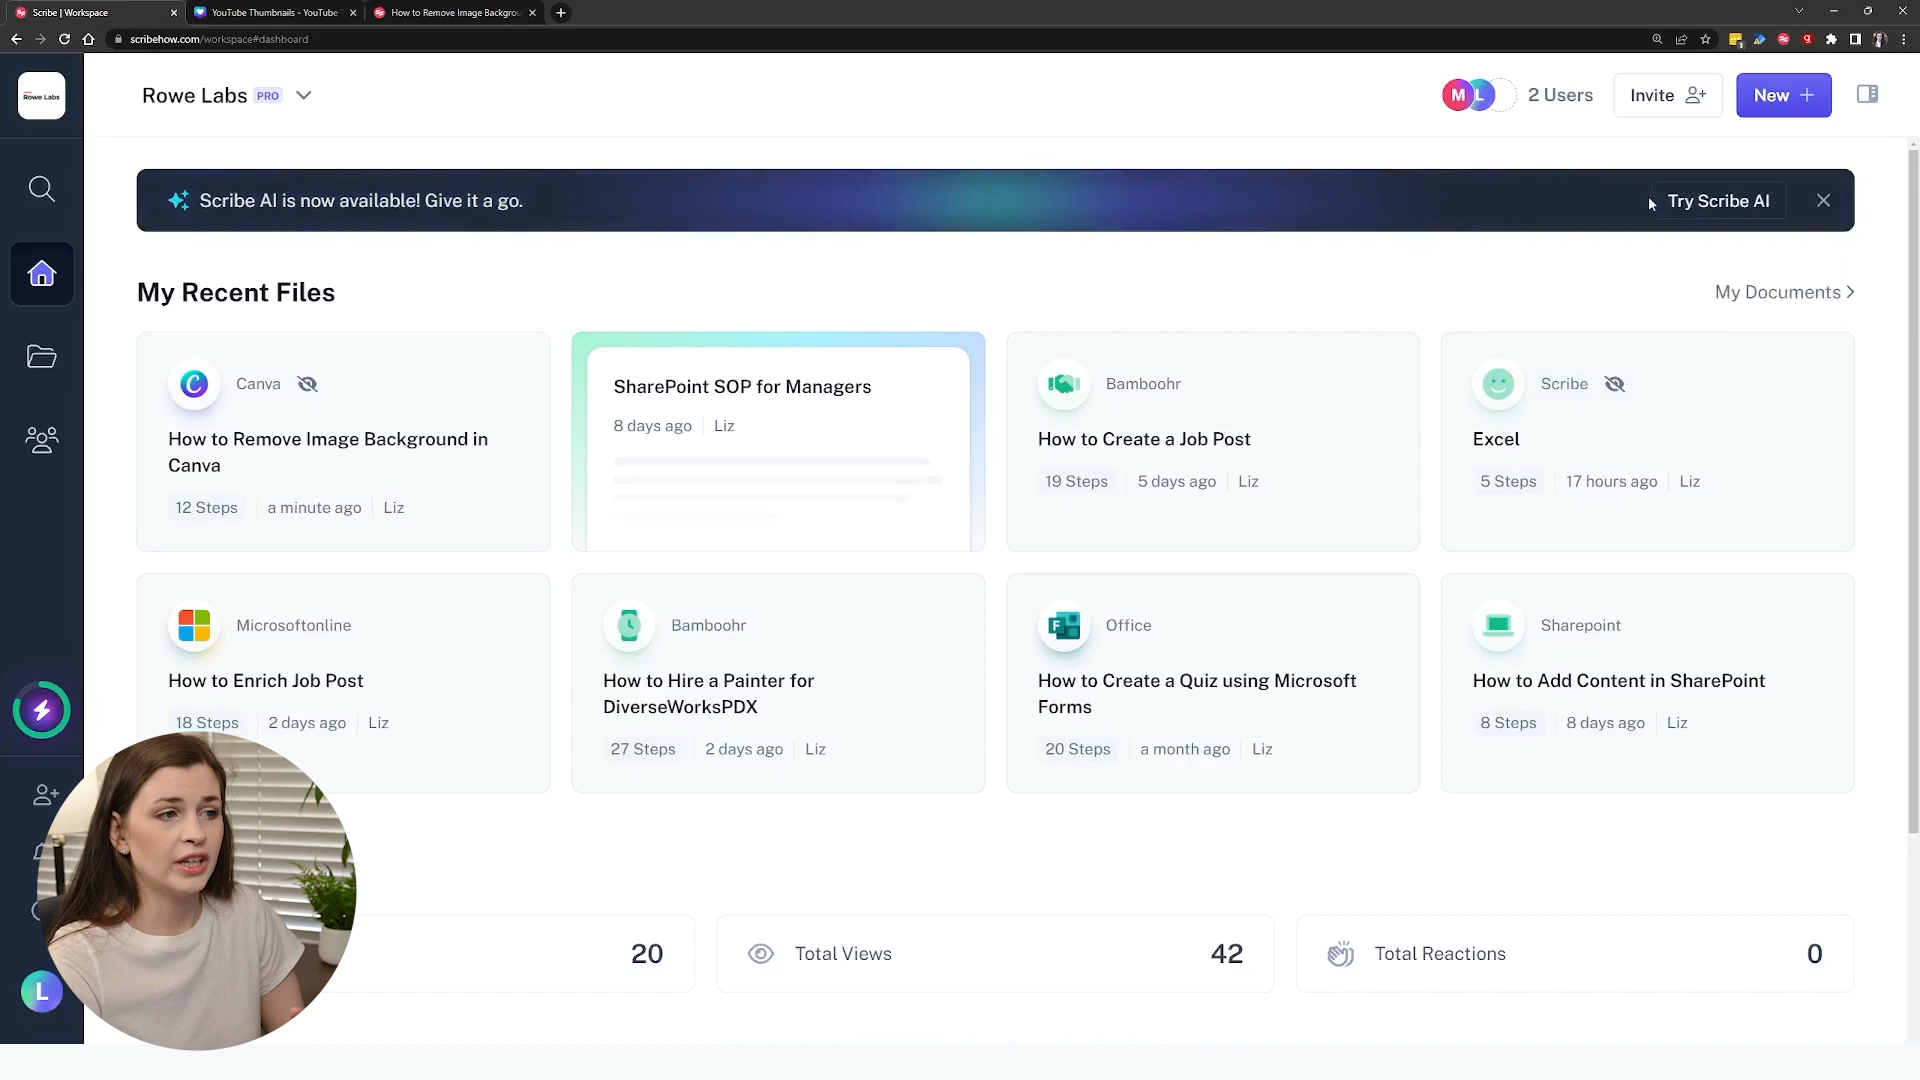 Scribe | Workspace
YouTube Thumbnails - YouTube
How to Remove Image Backgrou
scribehow.com/workspace#dashboard
Rowe Labs
Rowe Labs PRO
M L 2 Users Invite New
Scribe AI is now available! Give it a go. Try Scribe AI
My Recent Files My Documents
Canva
How to Remove Image Background in
Canva
12 Steps a minute ago Liz
SharePoint SOP for Managers
8 days ago Liz
Bamboohr
How to Create a Job Post
19 Steps 5 days ago Liz
Scribe
Excel
5 Steps 17 hours ago Liz
Microsoftonline
How to Enrich Job Post
18 Steps 2 days ago Liz
Bamboohr
How to Hire a Painter for
DiverseWorksPDX
27 Steps 2 days ago Liz
Office
How to Create a Quiz using Microsoft
Forms
20 Steps a month ago Liz
Sharepoint
How to Add Content in SharePoint
8 Steps 8 days ago Liz
20
Total Views 42
Total Reactions 0
L